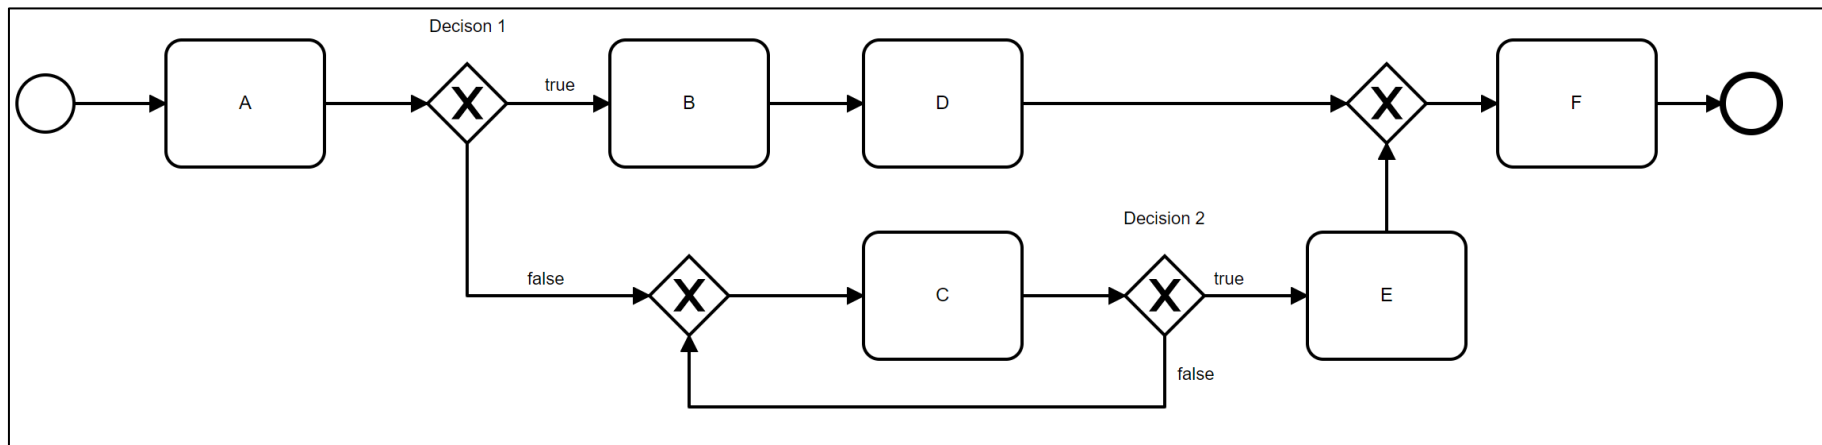 Decison 1
A
X
true
B
D
X
F
Decision 2
false
X
C
X
true
E
false